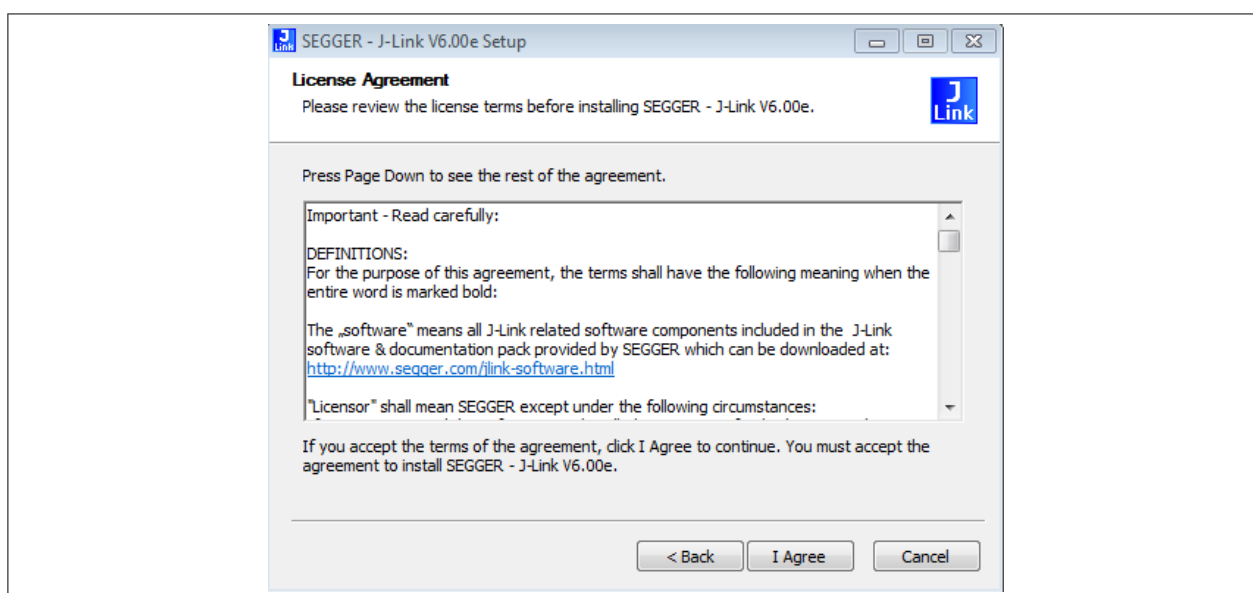 J
Link
SEGGER - J-Link V6.00e Setup
License Agreement
Please review the license terms before installing SEGGER - J-Link V6.00e.
J
Link
Press Page Down to see the rest of the agreement.
Important - Read carefully:
DEFINITIONS:
For the purpose of this agreement, the terms shall have the following meaning when the
entire word is marked bold:
The „software“ means all J-Link related software components included in the  J-Link
software & documentation pack provided by SEGGER which can be downloaded at:
http://www.segger.com/jlink-software.html
"Licensor" shall mean SEGGER except under the following circumstances:
If you accept the terms of the agreement, click I Agree to continue. You must accept the
agreement to install SEGGER - J-Link V6.00e.
< Back
I Agree
Cancel